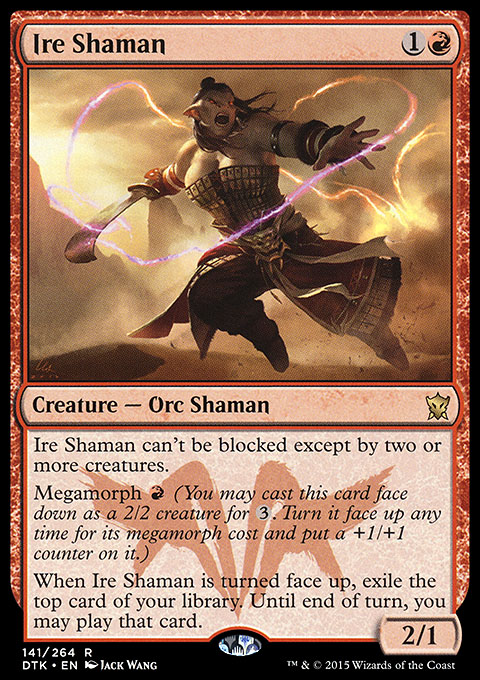 Ire Shaman 1
Creature — Orc Shaman
Ire Shaman can't be blocked except by two or
more creatures.
Megamorph (You may cast this card face
down as a 2/2 creature for 3. Turn it face up any
time for its megamorph cost and put a +1/+1
counter on it.)
When Ire Shaman is turned face up, exile the
top card of your library. Until end of turn, you
may play that card.
2/1
141/264 R
DTK • EN Jack Wang
™ & © 2015 Wizards of the Coast